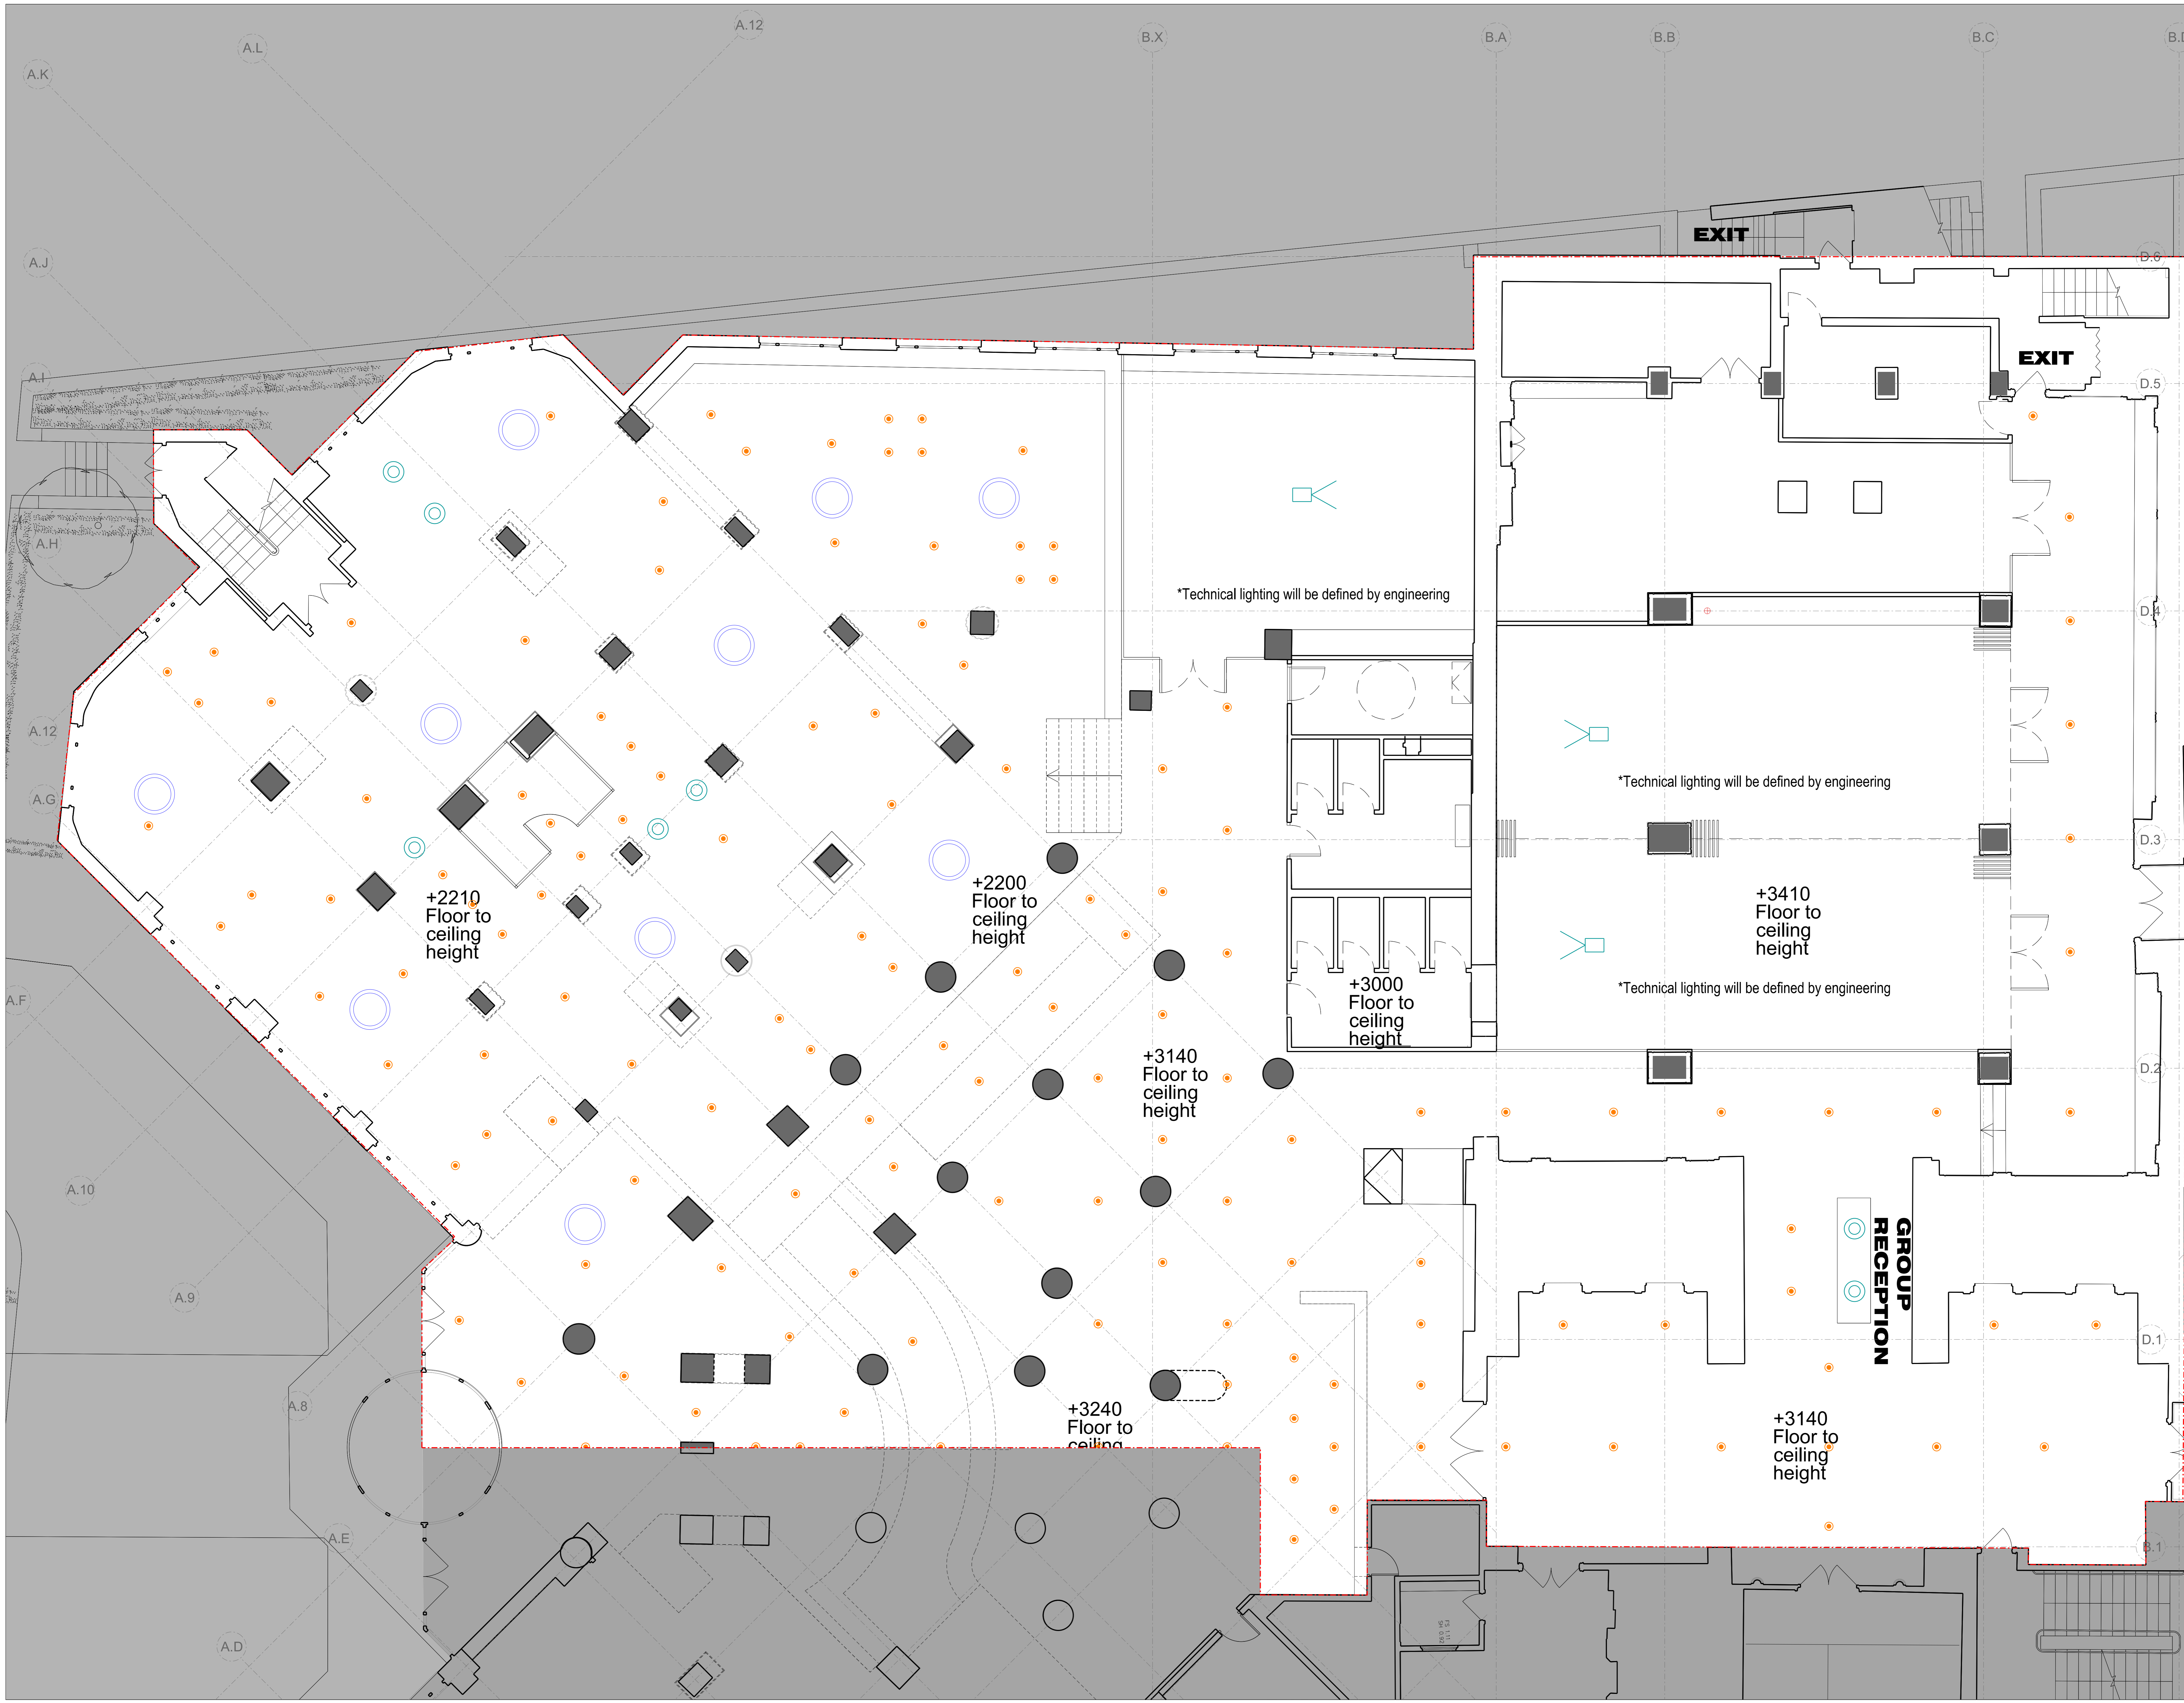 A.12
A.L
B.X
B.A
B.B
B.C
A.K
EXIT
A.J
D.6
EXIT
A.I
D.5
A.H
*Technical lighting will be defined by engineering
D.4
A.12
*Technical lighting will be defined by engineering
A.G
D.3
+2210
Floor to
ceiling
height
+2200
Floor to
ceiling
height
+3410
Floor to
ceiling
height
A.F
*Technical lighting will be defined by engineering
+3000
Floor to
ceiling
height
+3140
Floor to
ceiling
height
D.2
A.10
GROUP
RECEPTION
A.9
D.1
A.8
+3240
Floor to
ceiling
+3140
Floor to
ceiling
height
A.E
B.1
A.D